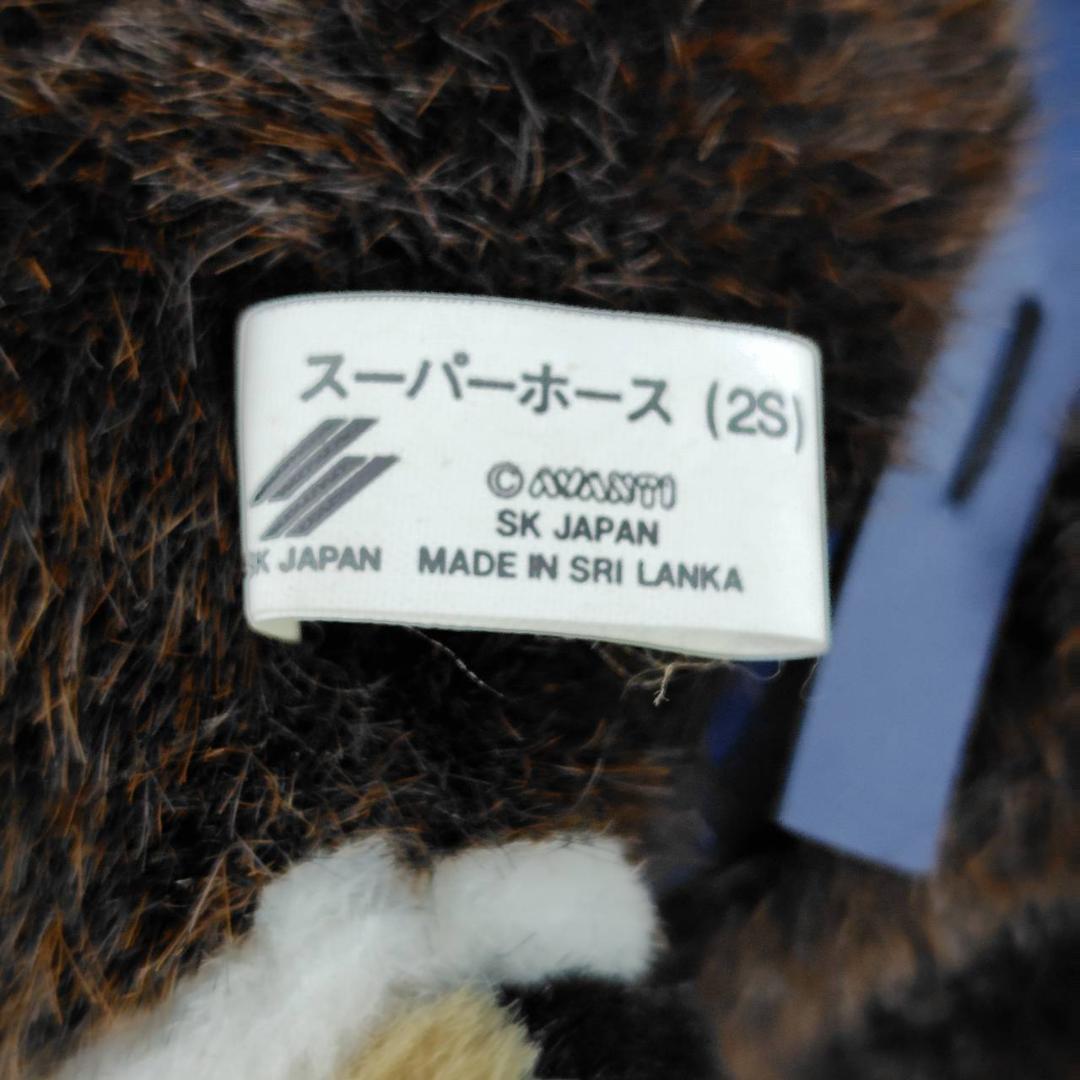 スーパーホース (2S)
© AVANTI
SK JAPAN
SK JAPAN MADE IN SRI LANKA